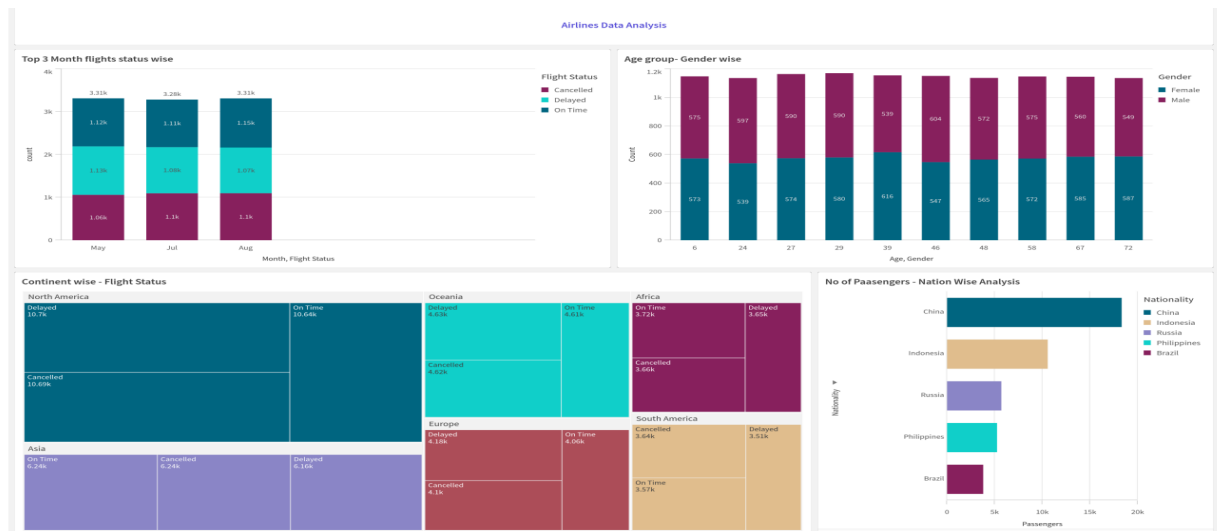 Airlines Data Analysis
Top 3 Month flights status wise
4k
3k
2k
1k
0
count
3.31k
3.28k
3.31k
1.12k
1.11k
1.15k
1.13k
1.08k
1.07k
1.06k
1.1k
1.1k
May
Jul
Aug
Month, Flight Status
Flight Status
Cancelled
Delayed
On Time
Age group- Gender wise
1.2k
1k
800
600
400
200
0
Count
575
597
590
590
539
604
572
575
560
549
573
539
574
580
616
547
565
572
585
587
6
24
27
29
39
46
48
58
67
72
Age, Gender
Gender
Female
Male
Continent wise - Flight Status
North America
Delayed
10.7k
On Time
10.64k
Cancelled
10.69k
Asia
On Time
6.24k
Cancelled
6.24k
Delayed
6.16k
Oceania
Delayed
4.63k
On Time
4.61k
Cancelled
4.62k
Europe
Delayed
4.18k
On Time
4.06k
Cancelled
4.1k
Africa
On Time
3.72k
Delayed
3.65k
Cancelled
3.66k
South America
Cancelled
3.64k
Delayed
3.51k
On Time
3.57k
No of Paasengers - Nation Wise Analysis
Nationality
China
Indonesia
Russia
Philippines
Brazil
0
5k
10k
15k
20k
Passengers
Nationality
China
Indonesia
Russia
Philippines
Brazil